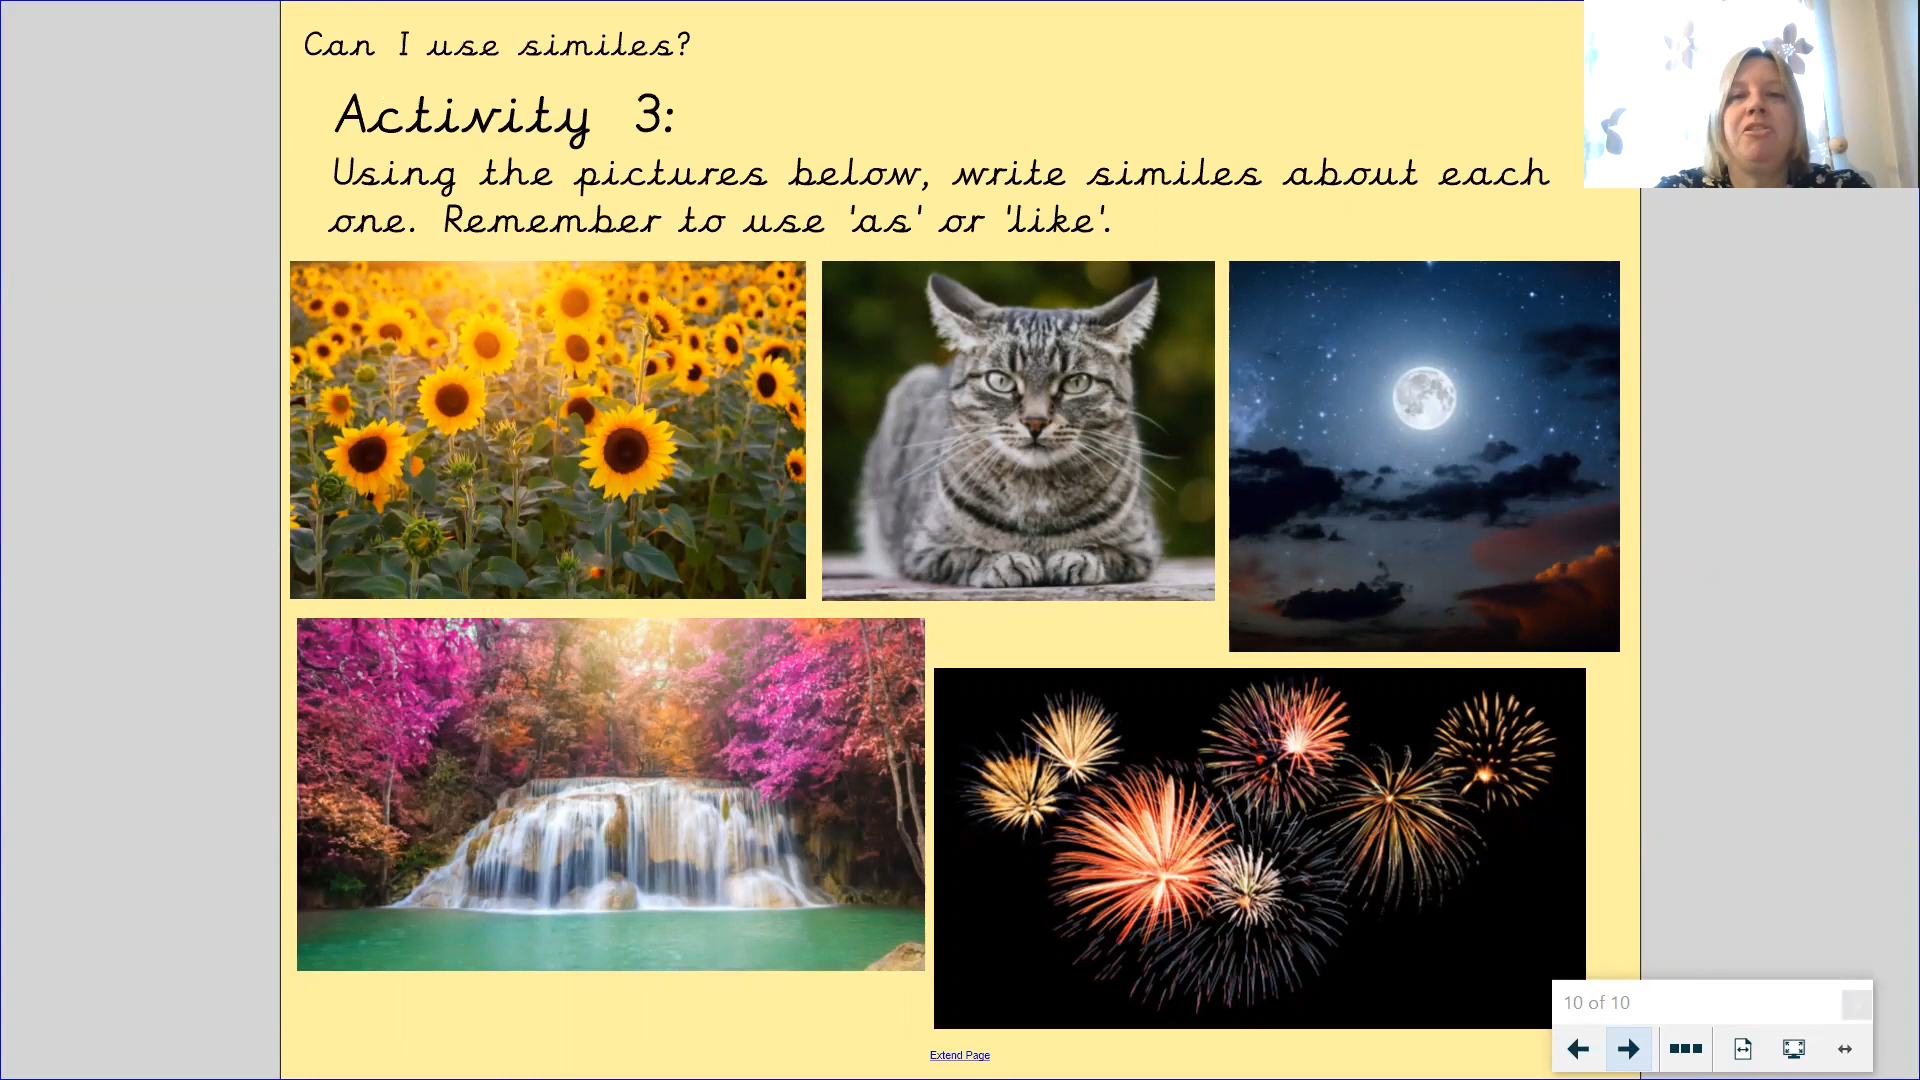 Can I use similes?
Activity 3:
Using the pictures below, write similes about each
one. Remember to use 'as' or 'like'.
Extend Page
10 of 10